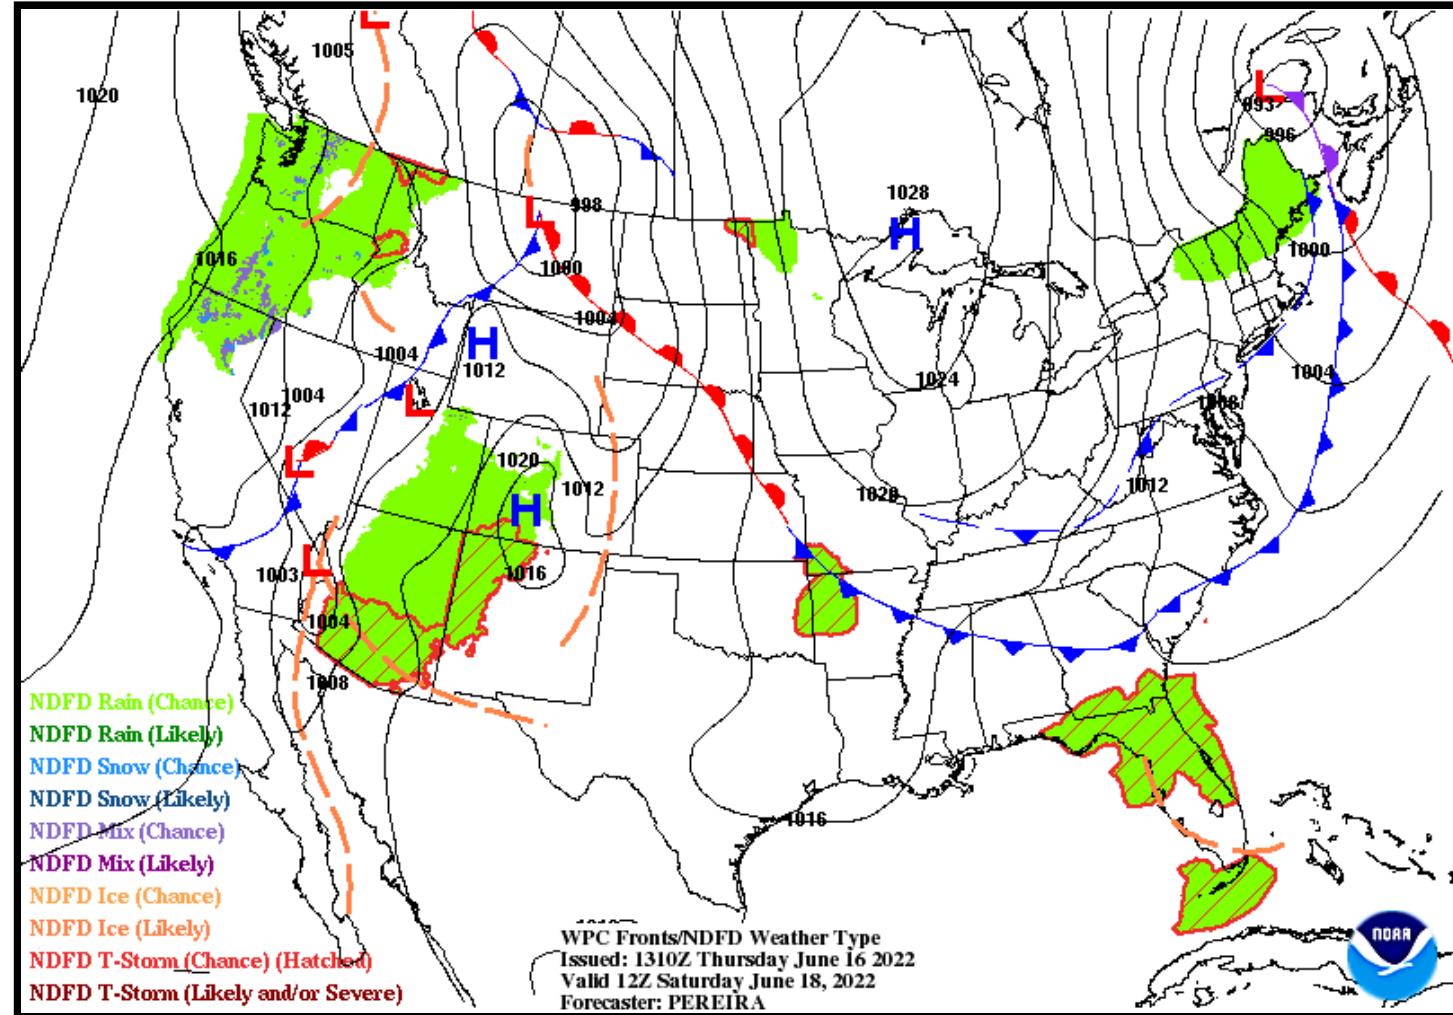 1005
L
1020
L
993
996
1028
H
L
998
1016
1000
1000
1004
H
1004
1012
1004
1024
1004
L
1012
1008
L
1020
1012
1020
1012
H
L
1003
1016
1004
1008
1016
NDFD Rain (Chance)
NDFD Rain (Likely)
NDFD Snow (Chance)
NDFD Snow (Likely)
NDFD Mix (Chance)
NDFD Mix (Likely)
NDFD Ice (Chance)
NDFD Ice (Likely)
NDFD T-Storm (Chance) (Hatched)
NDFD T-Storm (Likely and/or Severe)
WPC Fronts/NDFD Weather Type
Issued: 1310Z Thursday June 16 2022
Valid 12Z Saturday June 18, 2022
Forecaster: PEREIRA
NOAA